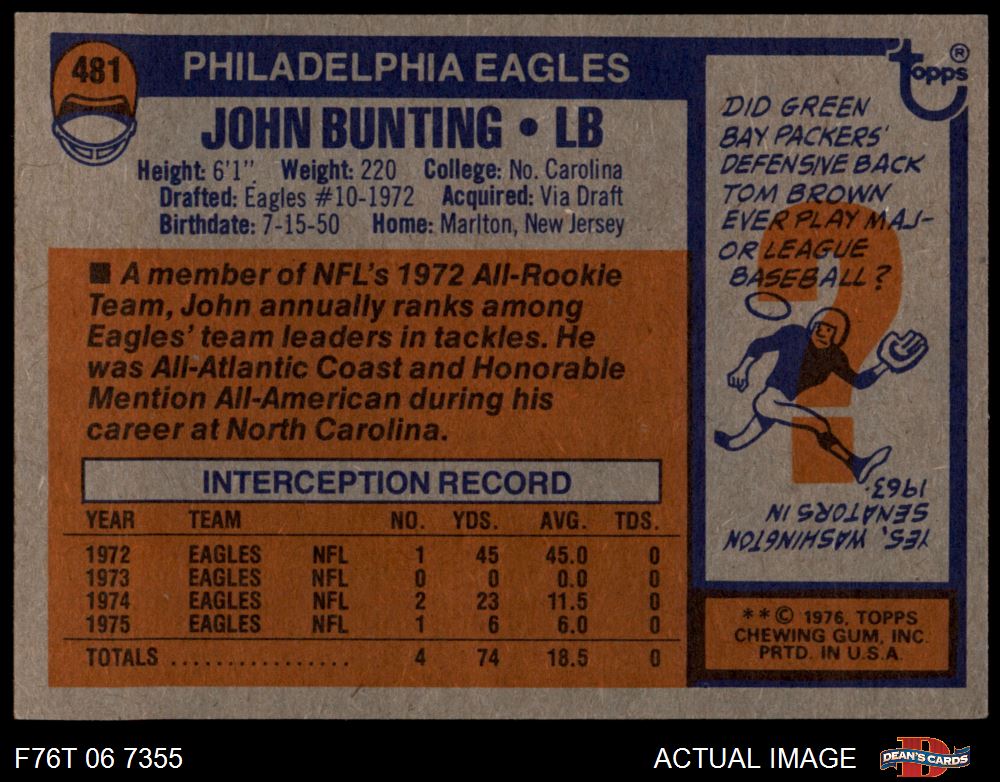 481
PHILADELPHIA EAGLES
JOHN BUNTING • LB
Height: 6'1". Weight: 220 College: No. Carolina
Drafted: Eagles #10-1972 Acquired: Via Draft
Birthdate: 7-15-50 Home: Marlton, New Jersey
■ A member of NFL's 1972 All-Rookie
Team, John annually ranks among
Eagles' team leaders in tackles. He
was All-Atlantic Coast and Honorable
Mention All-American during his
career at North Carolina.
INTERCEPTION RECORD
YEAR TEAM NO. YDS. AVG. TDS.
1972 EAGLES NFL 1 45 45.0 0
1973 EAGLES NFL 0 0 0.0 0
1974 EAGLES NFL 2 23 11.5 0
1975 EAGLES NFL 1 6 6.0 0
TOTALS ................ 4 74 18.5 0
Topps ®
DID GREEN
BAY PACKERS'
DEFENSIVE BACK
TOM BROWN
EVER PLAY MAJ-
OR LEAGUE
BASEBALL?
?
YES, WASHINGTON
SENATORS IN
1963.
**© 1976, TOPPS
CHEWING GUM, INC.
PRTD. IN U.S.A.
F76T 06 7355
ACTUAL IMAGE
DEAN'S CARDS